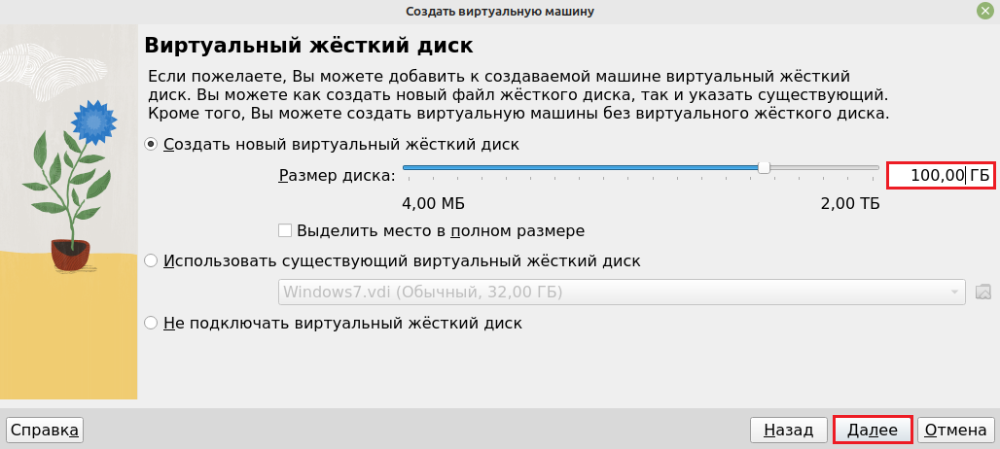 Создать виртуальную машину
Виртуальный жёсткий диск
Если пожелаете, Вы можете добавить к создаваемой машине виртуальный жёсткий
диск. Вы можете как создать новый файл жёсткого диска, так и указать существующий.
Кроме того, Вы можете создать виртуальную машины без виртуального жёсткого диска.
Создать новый виртуальный жёсткий диск
Размер диска:
100,00 ГБ
4,00 МБ
2,00 ТБ
Выделить место в полном размере
Использовать существующий виртуальный жёсткий диск
Windows7.vdi (Обычный, 32,00 ГБ)
Не подключать виртуальный жёсткий диск
Справка
Назад
Далее
Отмена